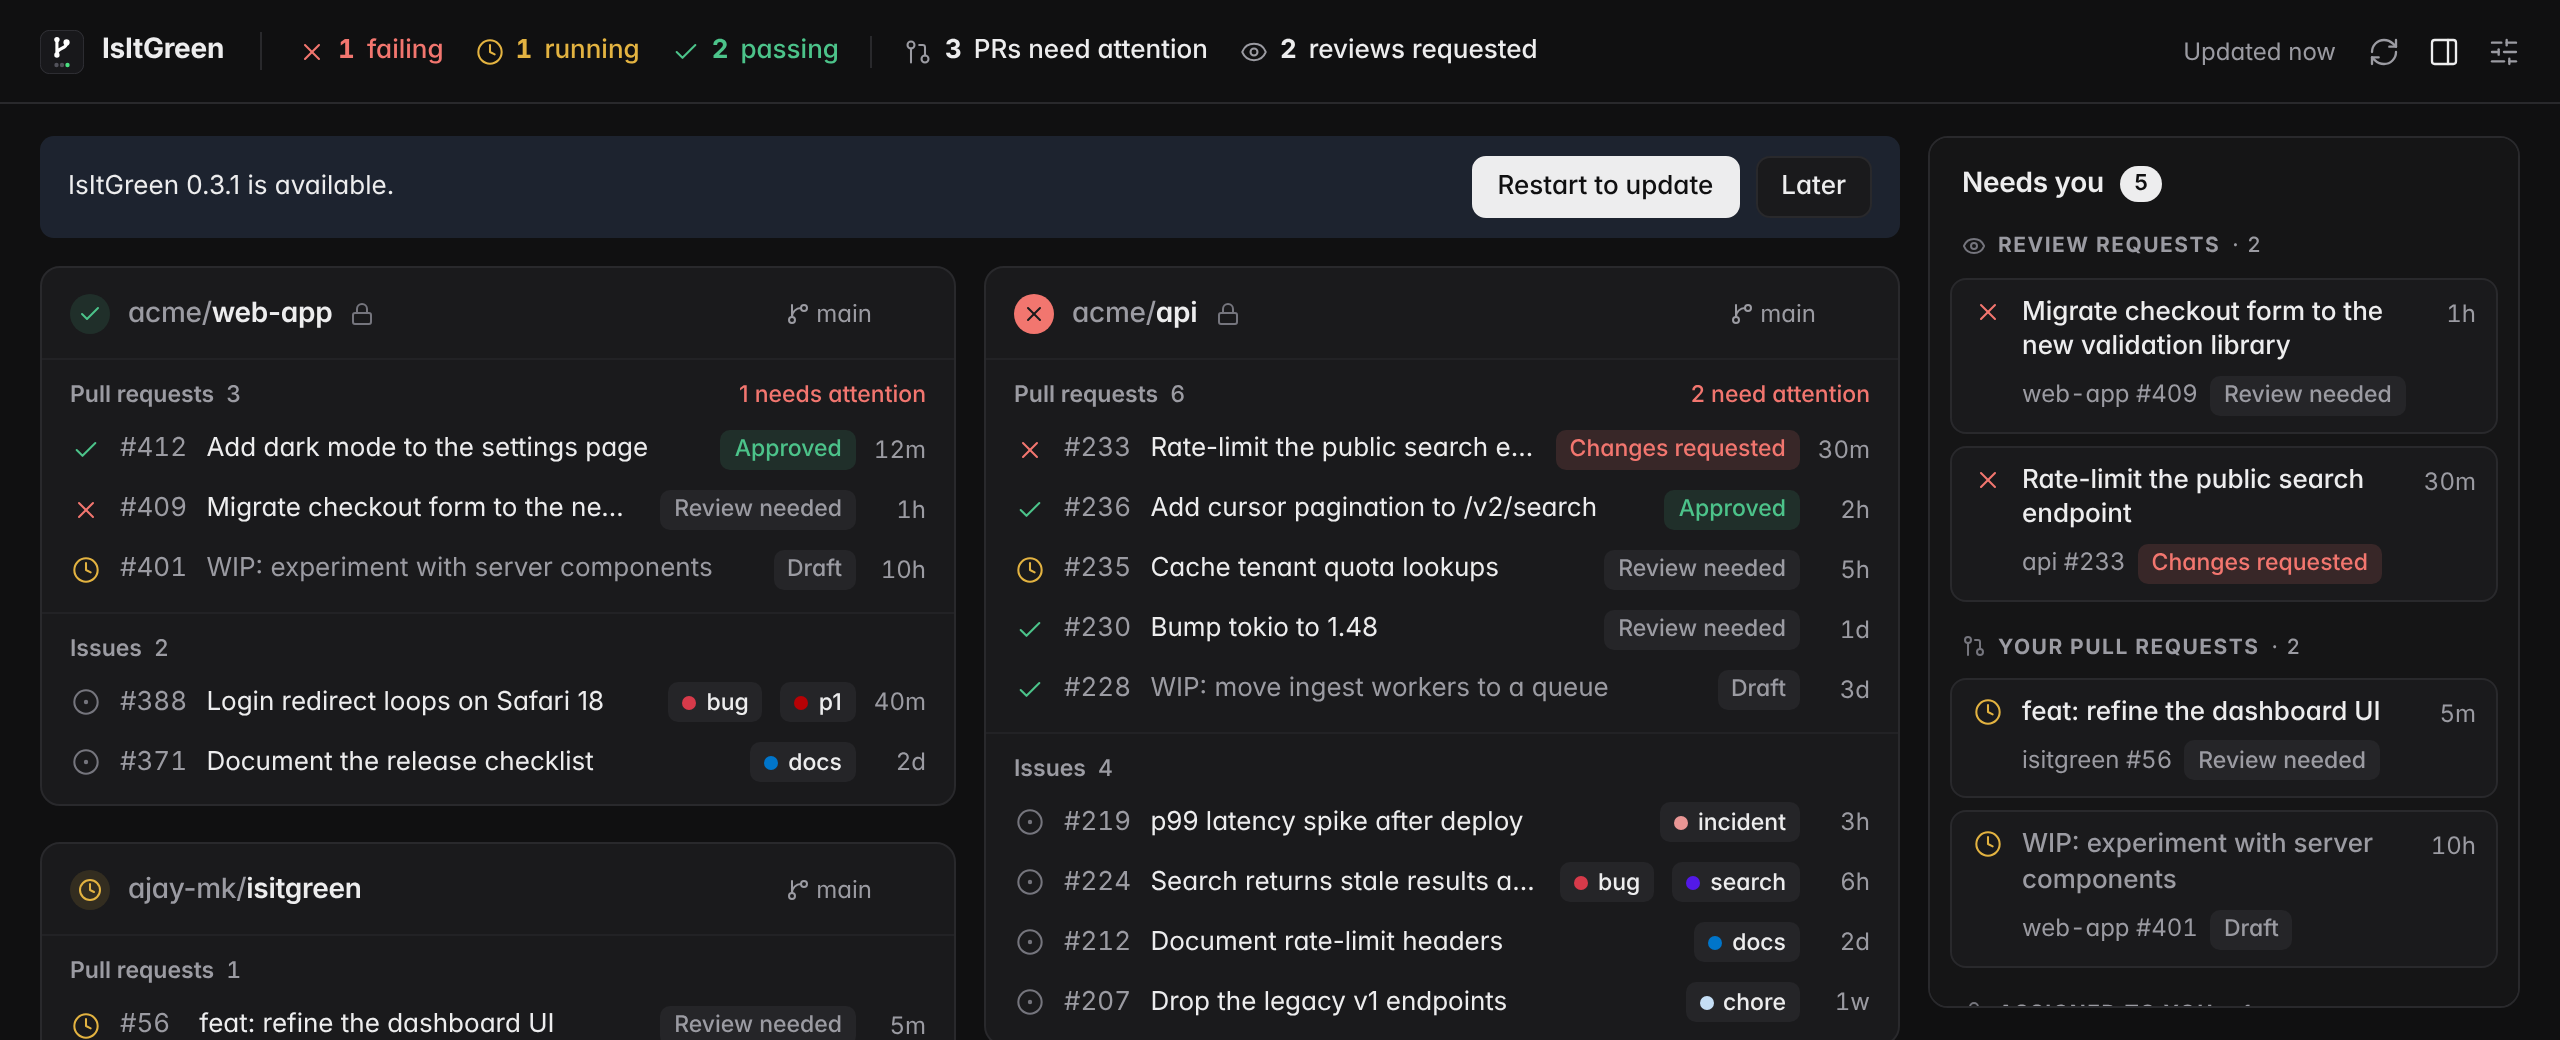 IsItGreen
1 failing
1 running
2 passing
3 PRs need attention
2 reviews requested
Updated now
IsItGreen 0.3.1 is available.
Restart to update
Later
acme/web-app
main
Pull requests 3
1 needs attention
#412 Add dark mode to the settings page Approved 12m
#409 Migrate checkout form to the ne... Review needed 1h
#401 WIP: experiment with server components Draft 10h
Issues 2
#388 Login redirect loops on Safari 18 bug p1 40m
#371 Document the release checklist docs 2d
ajay-mk/isitgreen
main
Pull requests 1
#56 feat: refine the dashboard UI Review needed 5m
acme/api
main
Pull requests 6
2 need attention
#233 Rate-limit the public search e... Changes requested 30m
#236 Add cursor pagination to /v2/search Approved 2h
#235 Cache tenant quota lookups Review needed 5h
#230 Bump tokio to 1.48 Review needed 1d
#228 WIP: move ingest workers to a queue Draft 3d
Issues 4
#219 p99 latency spike after deploy incident 3h
#224 Search returns stale results a... bug search 6h
#212 Document rate-limit headers docs 2d
#207 Drop the legacy v1 endpoints chore 1w
Needs you 5
REVIEW REQUESTS · 2
Migrate checkout form to the 1h
new validation library
web-app #409 Review needed
Rate-limit the public search 30m
endpoint
api #233 Changes requested
YOUR PULL REQUESTS · 2
feat: refine the dashboard UI 5m
isitgreen #56 Review needed
WIP: experiment with server 10h
components
web-app #401 Draft